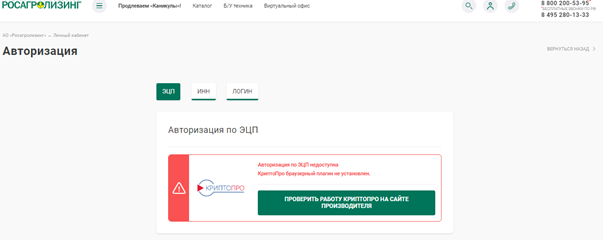 РОСАГРОЛИЗИНГ
Продлеваем «Каникулы»!
Каталог
Б/У техника
Виртуальный офис
8 800 200-53-95*
*БЕСПЛАТНЫЕ ЗВОНКИ ПО РФ
8 495 280-13-33
АО «Росагролизинг» — Личный кабинет
Авторизация
ВЕРНУТЬСЯ НАЗАД
ЭЦП
ИНН
ЛОГИН
Авторизация по ЭЦП
КРИПТОПРО
Авторизация по ЭЦП недоступна
КриптоПро браузерный плагин не установлен.
ПРОВЕРИТЬ РАБОТУ КРИПТОПРО НА САЙТЕ
ПРОИЗВОДИТЕЛЯ